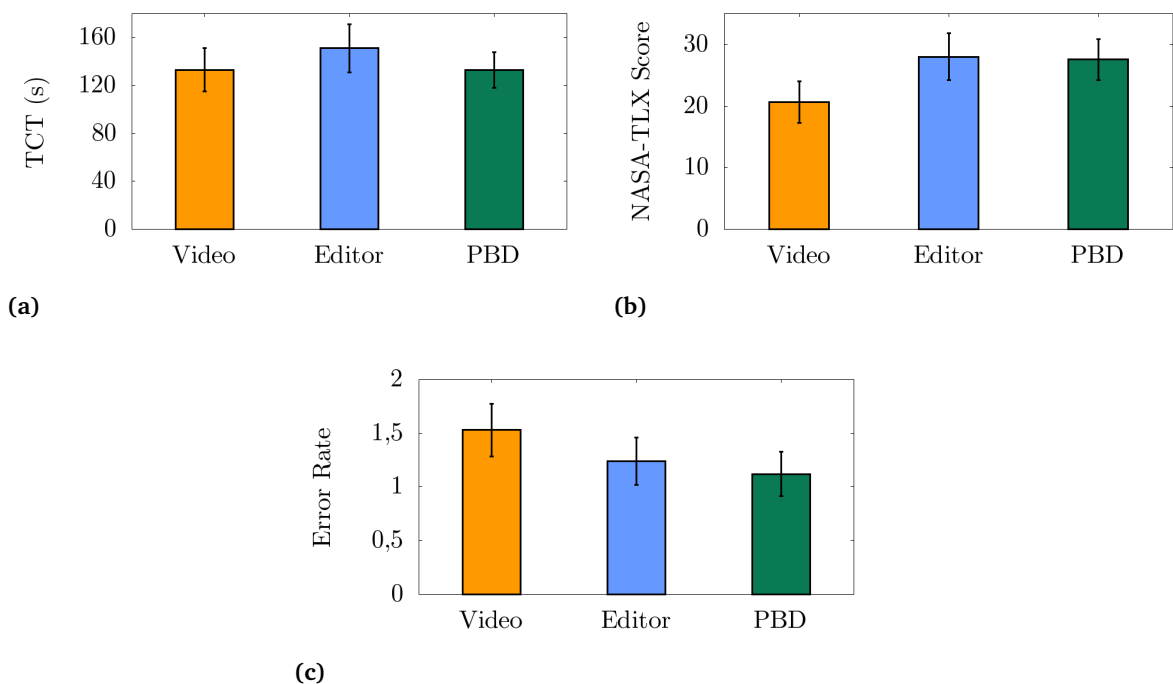 TCT (s)
160
120
80
40
0
Video Editor PBD
(a)
NASA-TLX Score
30
20
10
0
Video Editor PBD
(b)
Error Rate
2
1,5
1
0,5
0
Video Editor PBD
(c)